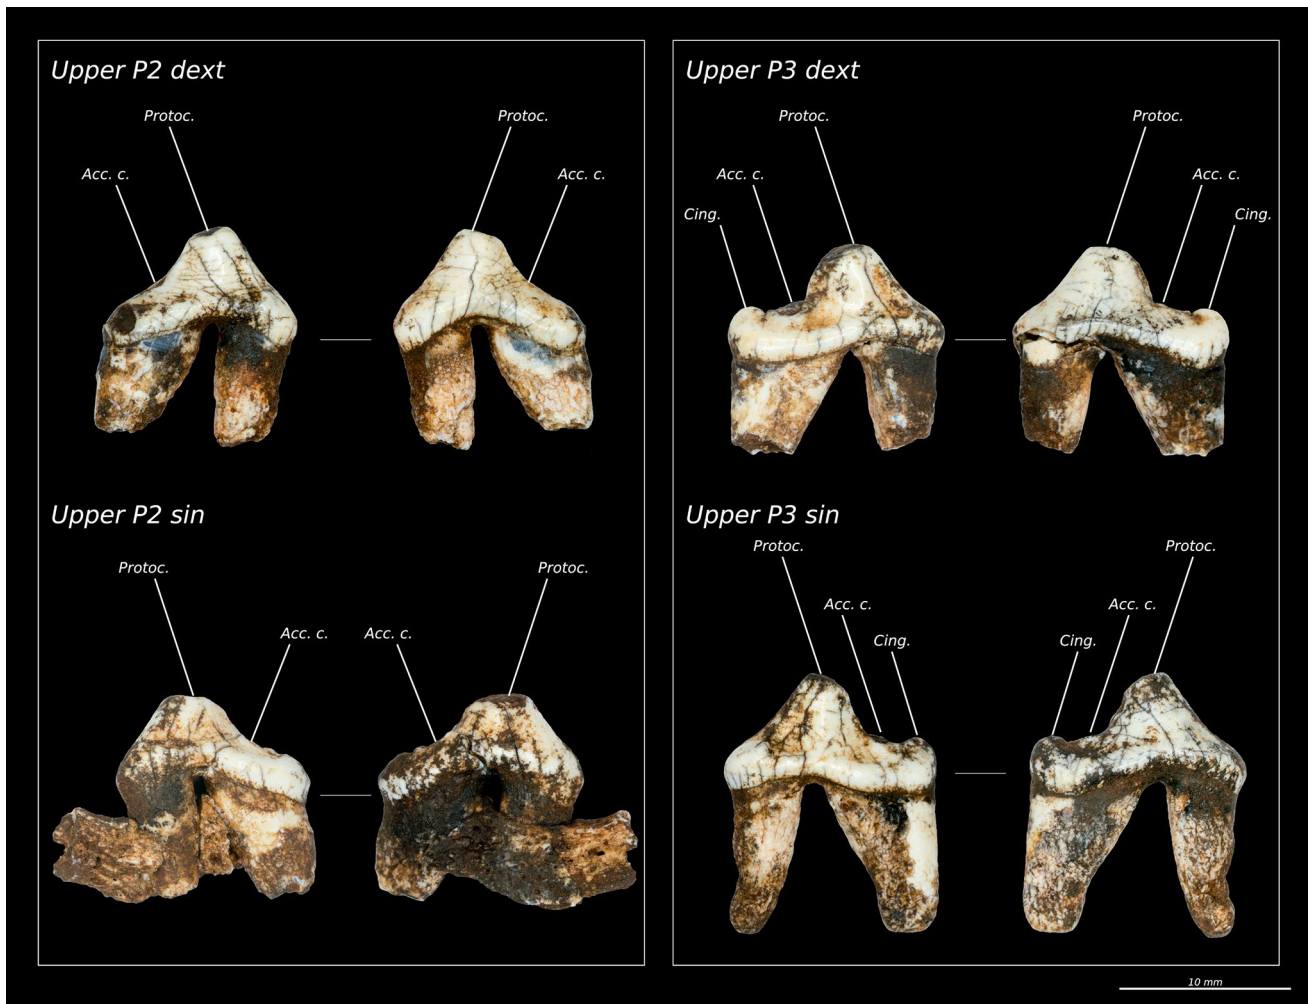 Upper P2 dext
Protoc.
Protoc.
Acc. c.
Acc. c.
Upper P3 dext
Protoc.
Protoc.
Acc. c.
Acc. c.
Cing.
Cing.
Upper P2 sin
Protoc.
Protoc.
Acc. c.
Acc. c.
Upper P3 sin
Protoc.
Protoc.
Acc. c.
Acc. c.
Cing.
Cing.
10 mm